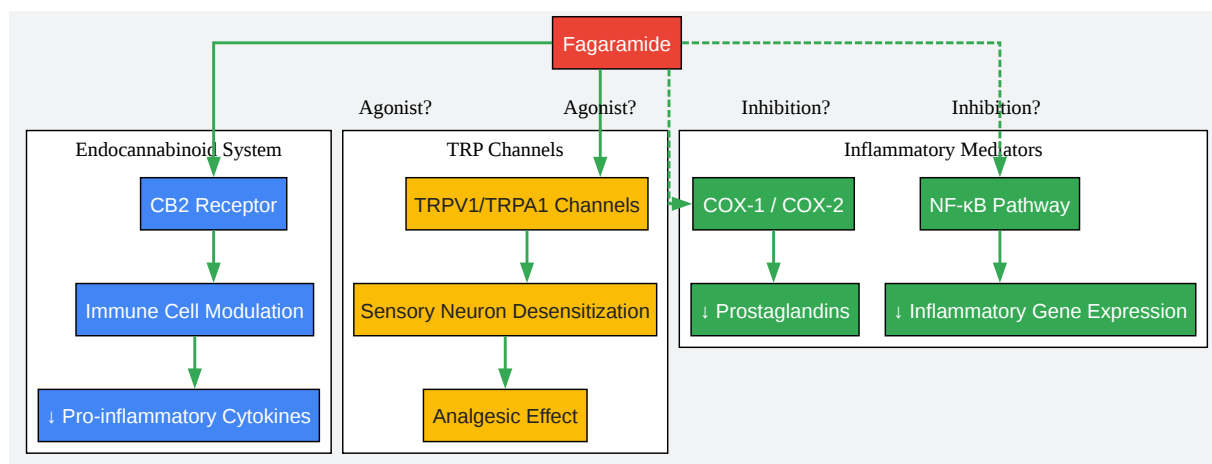 Fagaramide
Agonist?
Agonist?
Inhibition?
Inhibition?
Endocannabinoid System
TRP Channels
Inflammatory Mediators
CB2 Receptor
TRPV1/TRPA1 Channels
COX-1 / COX-2
NF-κB Pathway
Immune Cell Modulation
Sensory Neuron Desensitization
↓ Prostaglandins
↓ Inflammatory Gene Expression
↓ Pro-inflammatory Cytokines
Analgesic Effect